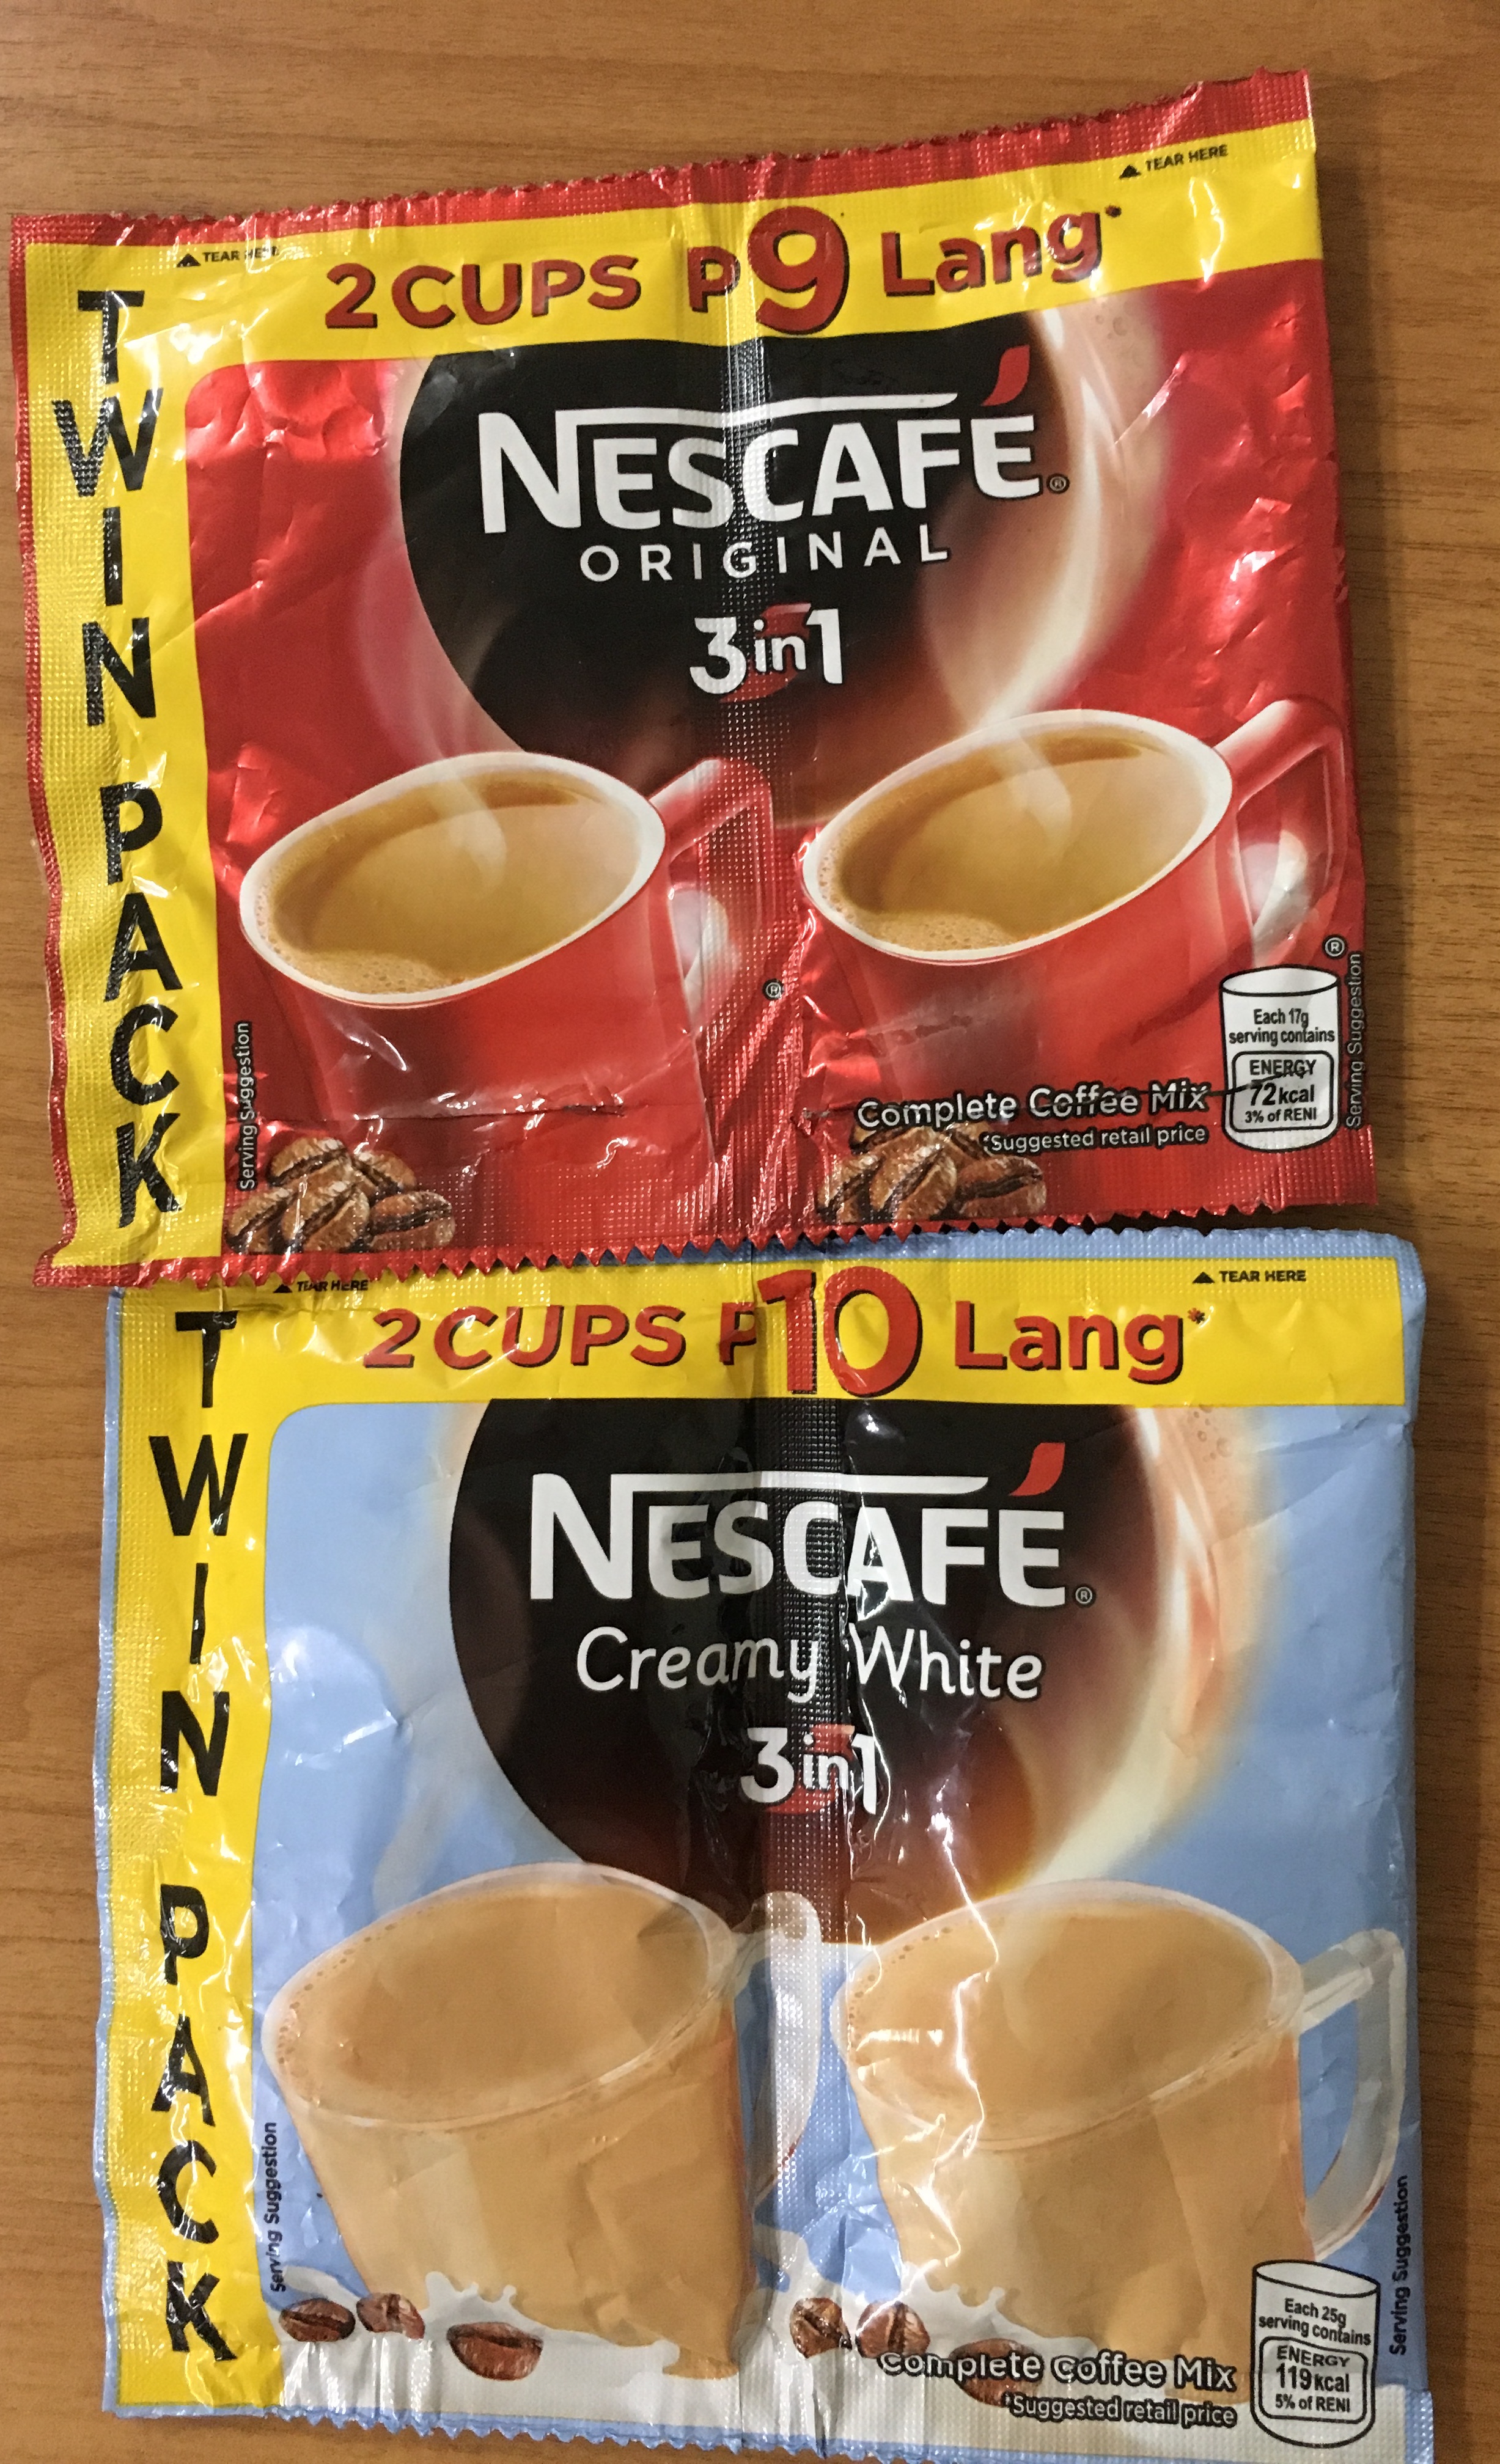 TEAR HERE
TEAR HERE
2 CUPS P9 Lang*
TWIN PACK
NESCAFÉ®
ORIGINAL
3in1
®
®
Each 17g
serving contains
ENERGY
72kcal
3% of RENI
Complete Coffee Mix
*Suggested retail price
Serving Suggestion
Serving Suggestion
TEAR HERE
TEAR HERE
2 CUPS P10 Lang*
TWIN PACK
NESCAFÉ®
Creamy White
3in1
Serving Suggestion
Serving Suggestion
Each 25g
serving contains
ENERGY
119kcal
5% of RENI
Complete Coffee Mix
*Suggested retail price